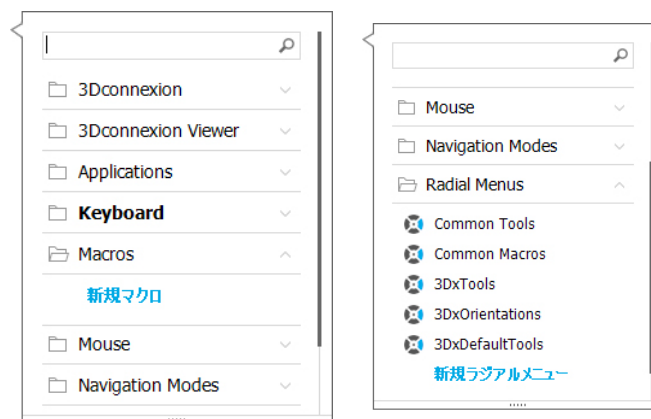 3Dconnexion
3Dconnexion Viewer
Applications
Keyboard
Macros
新規マクロ
Mouse
Navigation Modes
Mouse
Navigation Modes
Radial Menus
Common Tools
Common Macros
3DxTools
3DxOrientations
3DxDefaultTools
新規ラジアルメニュー